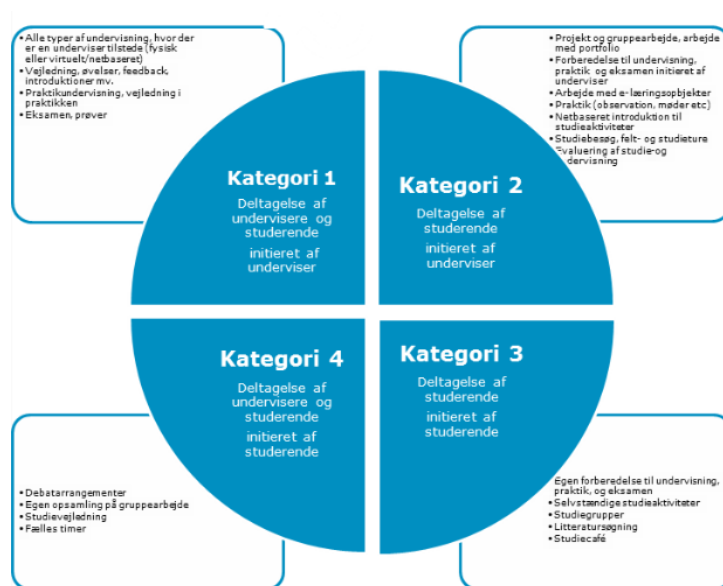 • Alle typer af undervisning, hvor der
er en underviser tilstede (fysisk
eller virtuelt/netbaseret)
• Vejledning, øvelser, feedback,
introduktioner mv.
• Praktikundervisning, vejledning i
praktikken
• Eksamen, prøver
• Projekt og gruppearbejde, arbejde
med portfolio
• Forberedelse til undervisning,
praktik og eksamen initieret af
underviser
• Arbejde med e-læringsobjekter
• Praktik (observation, møder etc)
• Netbaseret introduktion til
studieaktiviteter
• Studiebesøg, felt- og studieture
Evaluering af studie-og
dervisning
Kategori 1
Deltagelse af
undervisere og
studerende
initieret af
underviser
Kategori 2
Deltagelse af
studerende
initieret af
underviser
Kategori 4
Deltagelse af
undervisere og
studerende
initieret af
studerende
Kategori 3
Deltagelse af
studerende
initieret af
studerende
• Debatarrangementer
• Egen opsamling på gruppearbejde
• Studievejledning
• Fælles timer
Egen forberedelse til undervisning,
praktik, og eksamen
• Selvstændige studieaktiviteter
• Studiegrupper
• Litteratursøgning
• Studiecafé